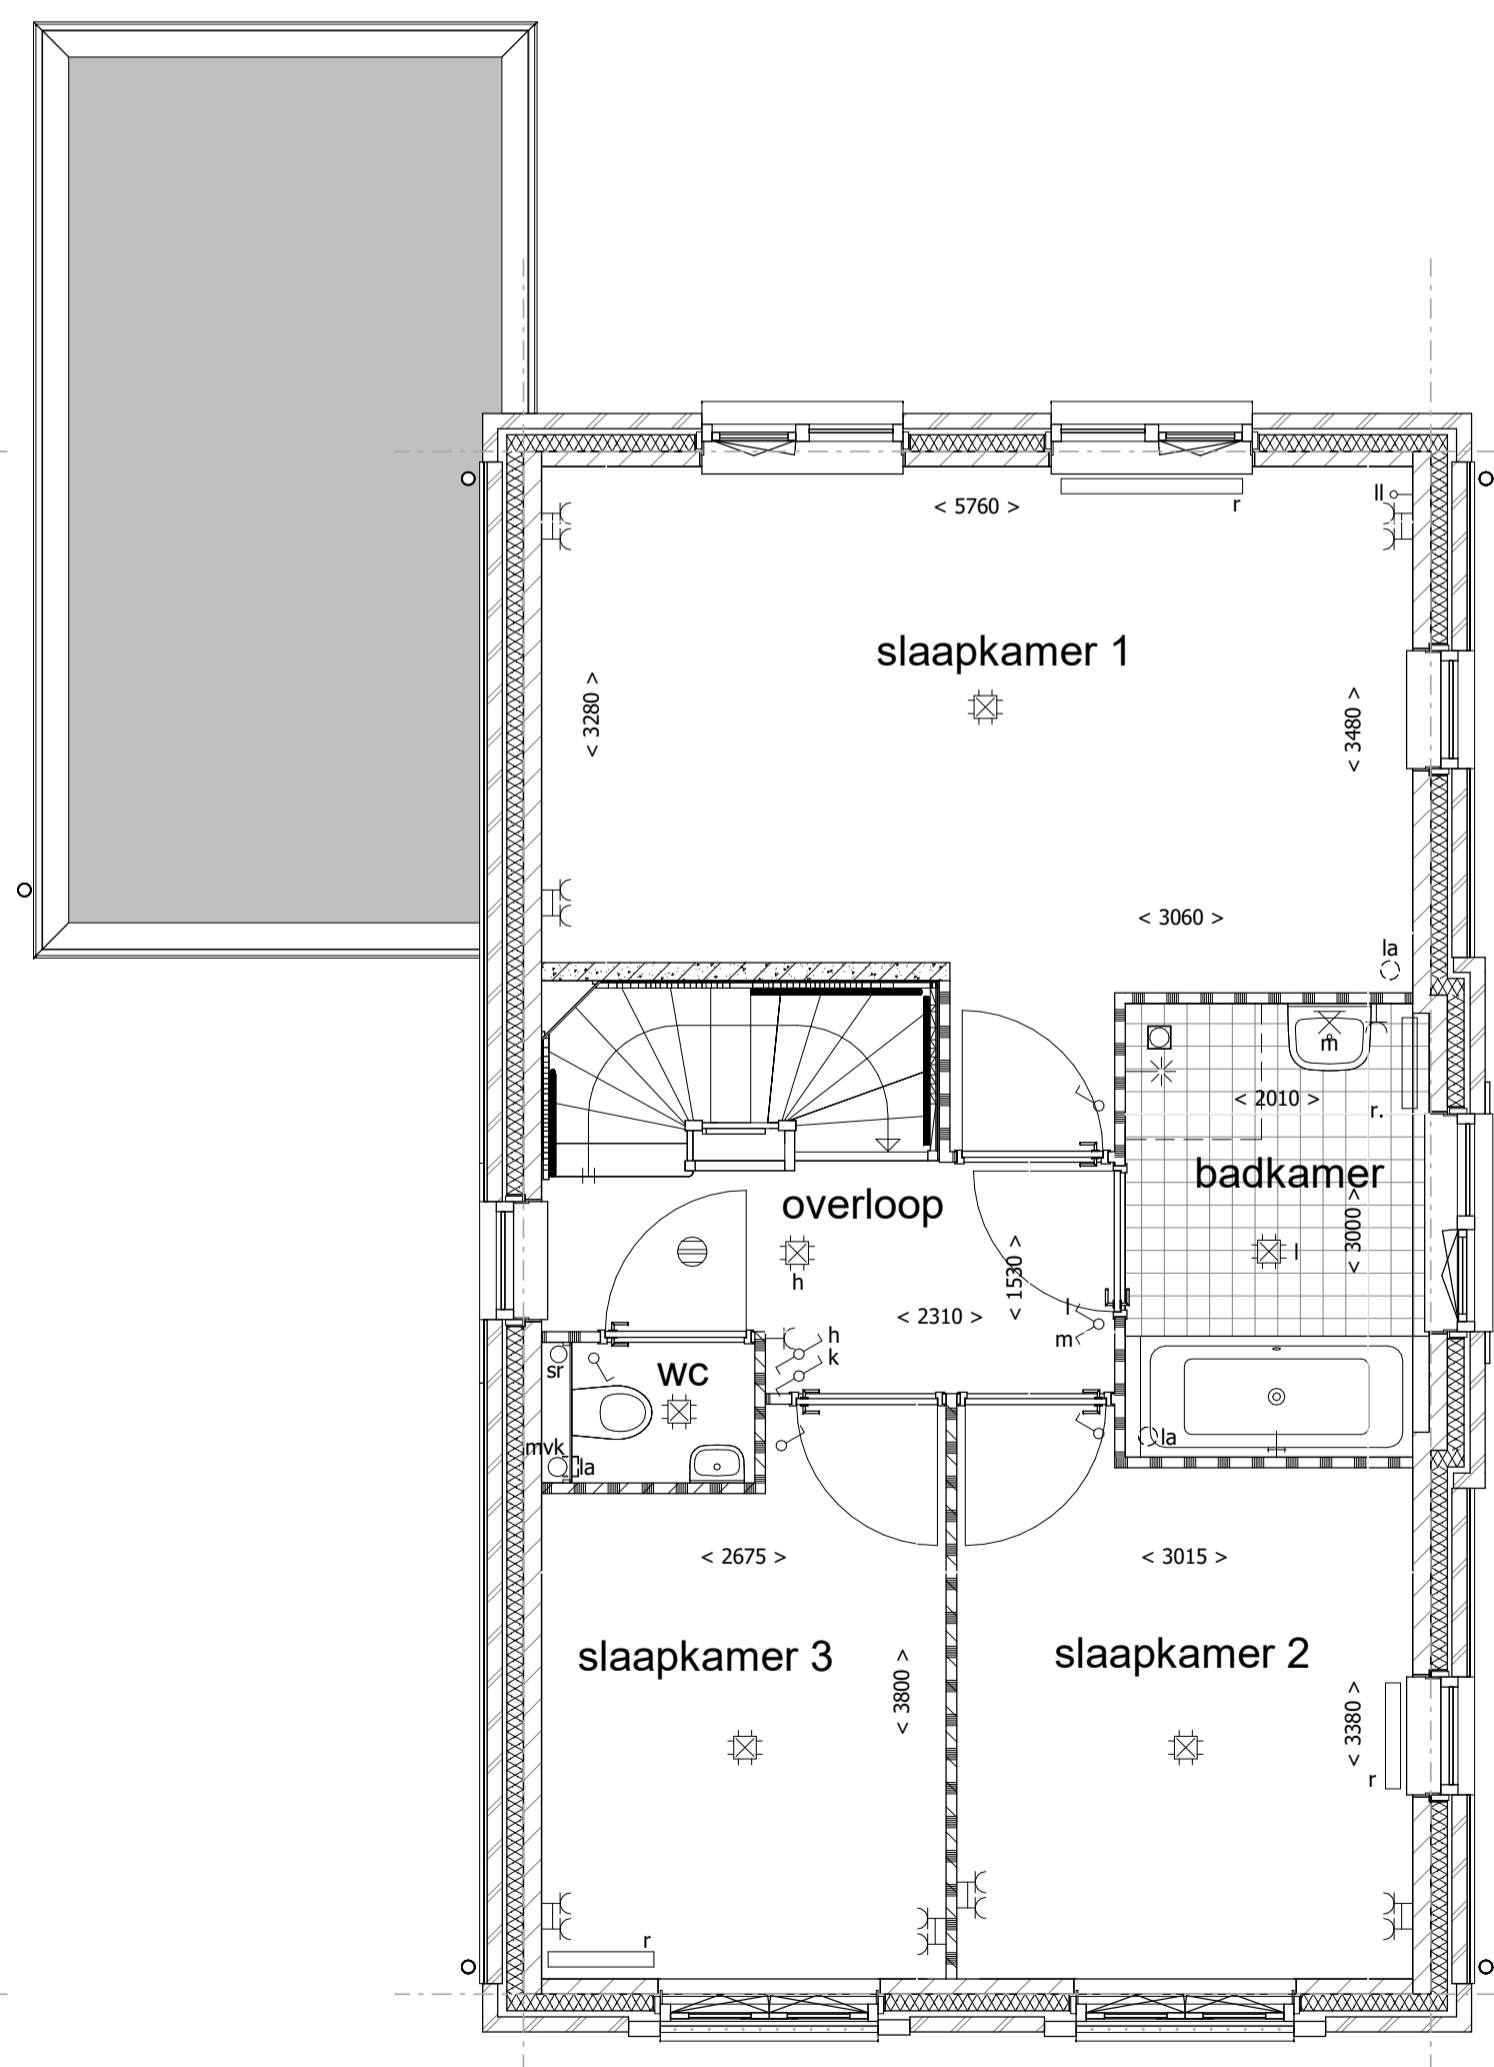 < 5760 >
r
ll
slaapkamer 1
< 3280 >
< 3480 >
< 3060 >
la
m
< 2010 >
r.
badkamer
overloop
< 3000 >
l
h
< 1530 >
< 2310 >
l
m
h
k
wc
sr
mvk
la
la
< 2675 >
< 3015 >
slaapkamer 3
slaapkamer 2
< 3800 >
< 3380 >
r
r